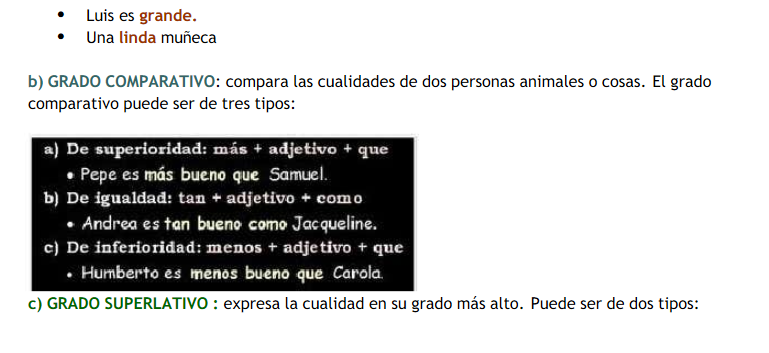 • Luis es grande.
• Una linda muñeca
b) GRADO COMPARATIVO: compara las cualidades de dos personas animales o cosas. El grado
comparativo puede ser de tres tipos:
a) De superioridad: más + adjetivo + que
• Pepe es más bueno que Samuel.
b) De igualdad: tan + adjetivo + como
• Andrea es tan bueno como Jacqueline.
c) De inferioridad: menos + adjetivo + que
• Humberto es menos bueno que Carola.
c) GRADO SUPERLATIVO : expresa la cualidad en su grado más alto. Puede ser de dos tipos: